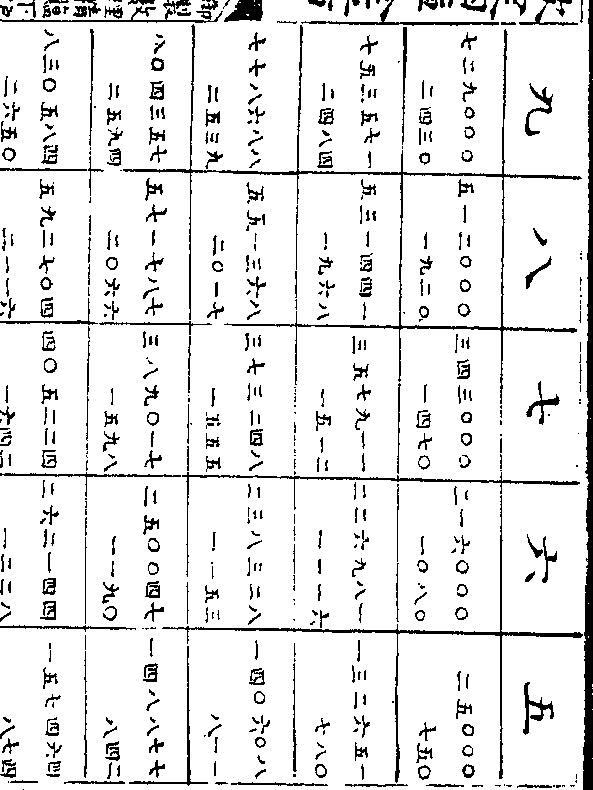 九 八 七 六 五
七二九〇〇〇 五一二〇〇〇 三四三〇〇〇 二一六〇〇〇 二五〇〇〇
二四三〇 一九二〇 一四七〇 一〇八〇 七五〇
七五三五七一 五三一四四一 三五七九一一 二二六九八一 一三二六五一
二四八四 一九六八 一五一二 一一一六 七八〇
七七八六八八 五五一三六八 三七三二四八 二三八三二八 一四〇六〇八
二五三九 二〇一七 一五五五 一一五三 八一一
八〇四三五七 五七一七八七 三八九〇一七 二五〇〇四七 一四八八七七
二五九四 二〇六六 一五九八 一一九〇 八四二
八三〇五八四 五九二七〇四 四〇五二二四 二六二一四四 一五七四六四
二六五〇 二一一六 一六四二 一二二八 八七四